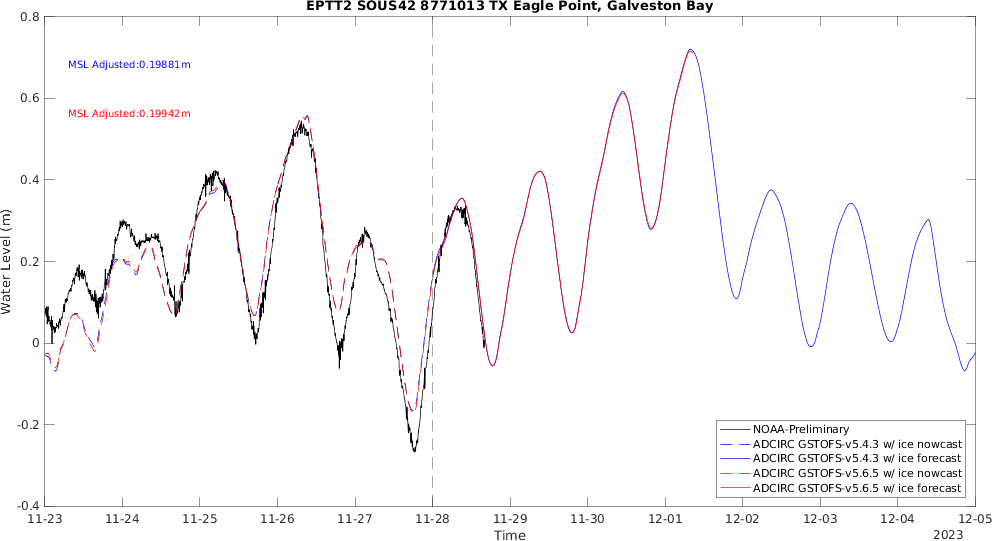 EPTT2 SOUS42 8771013 TX Eagle Point, Galveston Bay
0.8
MSL Adjusted:0.19881m
0.6
MSL Adjusted:0.19942m
0.4
0.2
0
-0.2
-0.4
Water Level (m)
NOAA-Preliminary
ADCIRC GSTOFS-v5.4.3 w/ ice nowcast
ADCIRC GSTOFS-v5.4.3 w/ ice forecast
ADCIRC GSTOFS-v5.6.5 w/ ice nowcast
ADCIRC GSTOFS-v5.6.5 w/ ice forecast
11-23 11-24 11-25 11-26 11-27 11-28 11-29 11-30 12-01 12-02 12-03 12-04 12-05
Time
2023